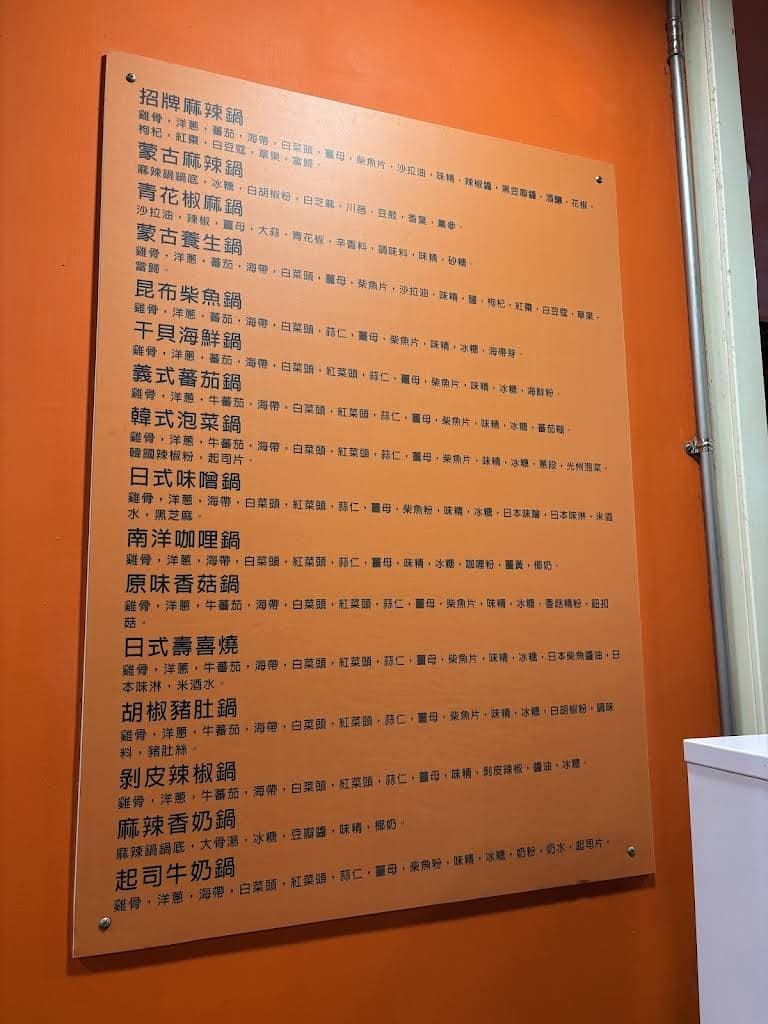 招牌麻辣鍋
雞骨，洋蔥，蕃茄，海帶，白菜頭，薑母，柴魚片，沙拉油，味精，辣椒醬，黑豆瓣醬，酒釀，花椒，
枸杞，紅棗，白豆蔻，草果，當歸。
蒙古麻辣鍋
麻辣鍋鍋底，冰糖，白胡椒粉，白芝麻，川芎，豆鼓，香葉，黨參。
青花椒麻鍋
沙拉油，辣椒，薑母，大蒜，青花椒，辛香料，調味料，味精，砂糖。
蒙古養生鍋
雞骨，洋蔥，蕃茄，海帶，白菜頭，薑母，柴魚片，沙拉油，味精，鹽，枸杞，紅棗，白豆蔻，草果，
當歸。
昆布柴魚鍋
雞骨，洋蔥，蕃茄，海帶，白菜頭，蒜仁，薑母，柴魚片，味精，冰糖，海帶芽。
干貝海鮮鍋
雞骨，洋蔥，蕃茄，海帶，白菜頭，紅菜頭，蒜仁，薑母，柴魚片，味精，冰糖，海鮮粉。
義式蕃茄鍋
雞骨，洋蔥，牛蕃茄，海帶，白菜頭，紅菜頭，蒜仁，薑母，柴魚片，味精，冰糖，蕃茄糊。
韓式泡菜鍋
雞骨，洋蔥，牛蕃茄，海帶，白菜頭，紅菜頭，蒜仁，薑母，柴魚片，味精，冰糖，蔥段，光州泡菜，
韓國辣椒粉，起司片。
日式味噌鍋
雞骨，洋蔥，海帶，白菜頭，紅菜頭，蒜仁，薑母，柴魚粉，味精，冰糖，日本味噌，日本味淋，米酒
水，黑芝麻。
南洋咖哩鍋
雞骨，洋蔥，海帶，白菜頭，紅菜頭，蒜仁，薑母，味精，冰糖，咖哩粉，薑黃，椰奶。
原味香菇鍋
雞骨，洋蔥，牛蕃茄，海帶，白菜頭，紅菜頭，蒜仁，薑母，柴魚片，味精，冰糖，香菇精粉，鈕扣
菇。
日式壽喜燒
雞骨，洋蔥，牛蕃茄，海帶，白菜頭，紅菜頭，蒜仁，薑母，柴魚片，味精，冰糖，日本柴魚醬油，日
本味淋，米酒水。
胡椒豬肚鍋
雞骨，洋蔥，牛蕃茄，海帶，白菜頭，紅菜頭，蒜仁，薑母，柴魚片，味精，冰糖，白胡椒粉，調味
料，豬肚絲。
剝皮辣椒鍋
雞骨，洋蔥，牛蕃茄，海帶，白菜頭，紅菜頭，蒜仁，薑母，味精，剝皮辣椒，醬油，冰糖。
麻辣香奶鍋
麻辣鍋鍋底，大骨湯，冰糖，豆瓣醬，味精，椰奶。
起司牛奶鍋
雞骨，洋蔥，海帶，白菜頭，紅菜頭，蒜仁，薑母，柴魚粉，味精，冰糖，奶粉，奶水，起司片。